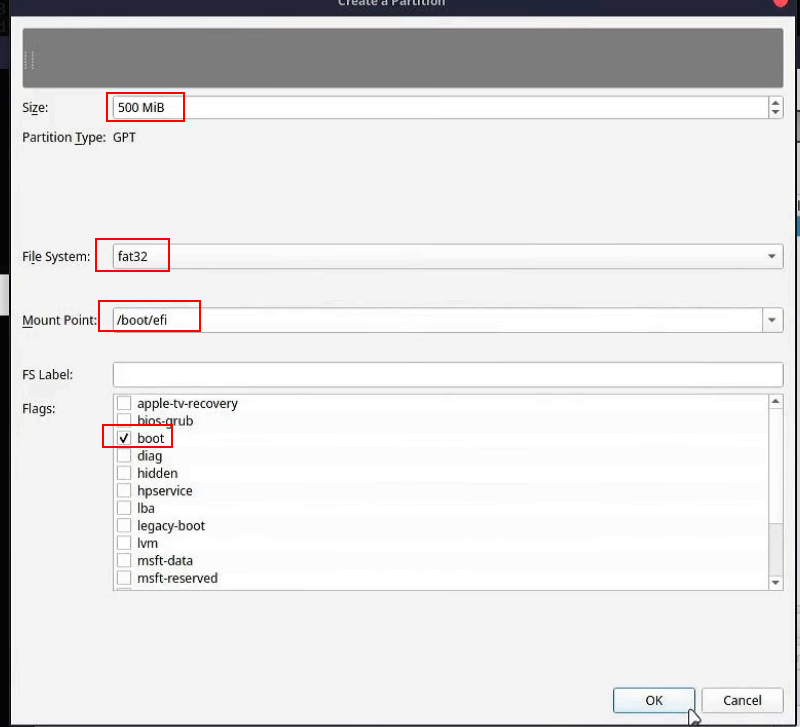 Create a Partition
Size: 500 MiB
Partition Type: GPT
File System: fat32
Mount Point: /boot/efi
FS Label:
Flags:
apple-tv-recovery
bios-grub
boot
diag
hidden
hpservice
lba
legacy-boot
lvm
msft-data
msft-reserved
OK Cancel